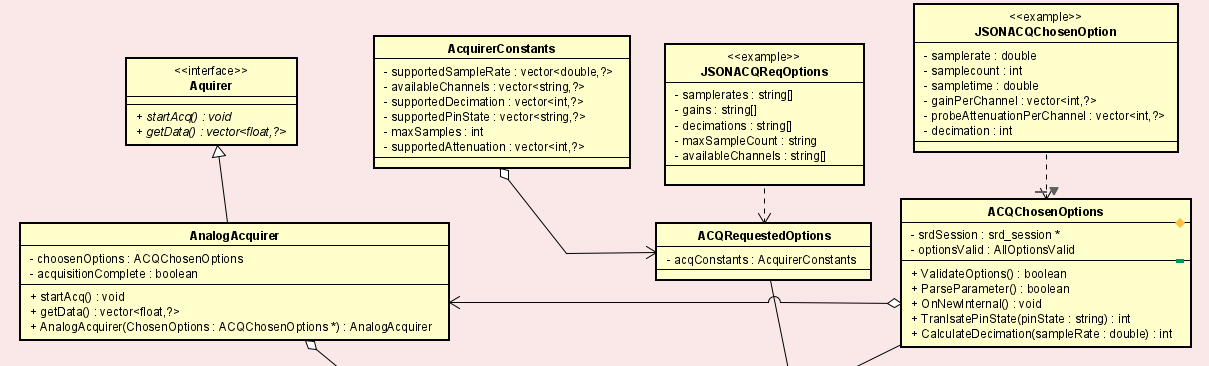 <<interface>>
Aquirer
+ startAcq() : void
+ getData() : vector<float,?>
AcquirerConstants
- supportedSampleRate : vector<double,?>
- availableChannels : vector<string,?>
- supportedDecimation : vector<int,?>
- supportedPinState : vector<string,?>
- maxSamples : int
- supportedAttenuation : vector<int,?>
<<example>>
JSONACQReqOptions
- samplerates : string[]
- gains : string[]
- decimations : string[]
- maxSampleCount : string
- availableChannels : string[]
<<example>>
JSONACQChosenOption
- samplerate : double
- samplecount : int
- sampletime : double
- gainPerChannel : vector<int,?>
- probeAttenuationPerChannel : vector<int,?>
- decimation : int
AnalogAcquirer
- choosenOptions : ACQChosenOptions
- acquisitionComplete : boolean
+ startAcq() : void
+ getData() : vector<float,?>
+ AnalogAcquirer(ChosenOptions : ACQChosenOptions *) : AnalogAcquirer
ACQRequestedOptions
- acqConstants : AcquirerConstants
ACQChosenOptions
- srdSession : srd_session *
- optionsValid : AllOptionsValid
+ ValidateOptions() : boolean
+ ParseParameter() : boolean
+ OnNewInternal() : void
+ TranlsatePinState(pinState : string) : int
+ CalculateDecimation(sampleRate : double) : int